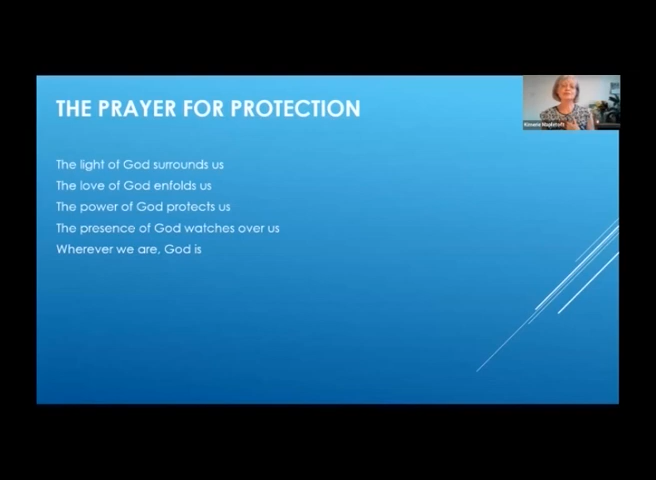 THE PRAYER FOR PROTECTION
The light of God surrounds us
The love of God enfolds us
The power of God protects us
The presence of God watches over us
Wherever we are, God is